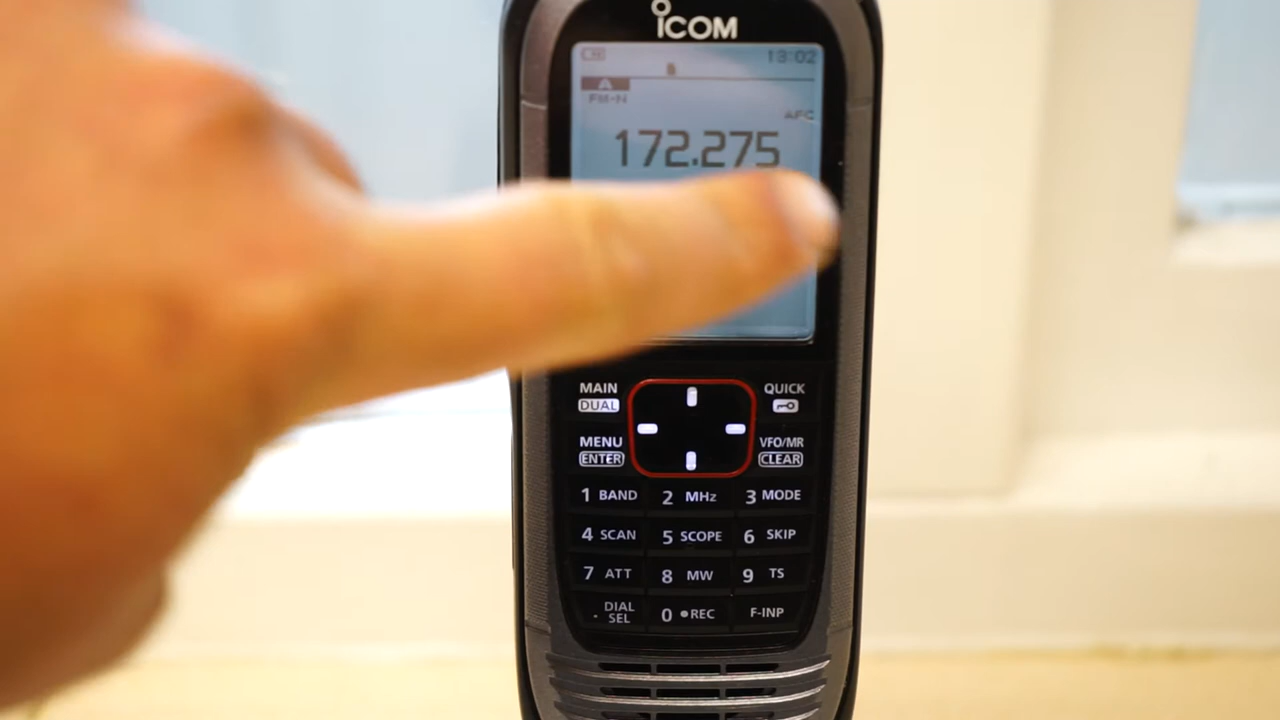 iCOM
13:02
A
FM-N
AFC
172.275
MAIN QUICK
DUAL
MENU VFO/MR
ENTER CLEAR
1 BAND 2 MHz 3 MODE
4 SCAN 5 SCOPE 6 SKIP
7 ATT 8 MW 9 TS
. DIAL SEL 0 ●REC F-INP